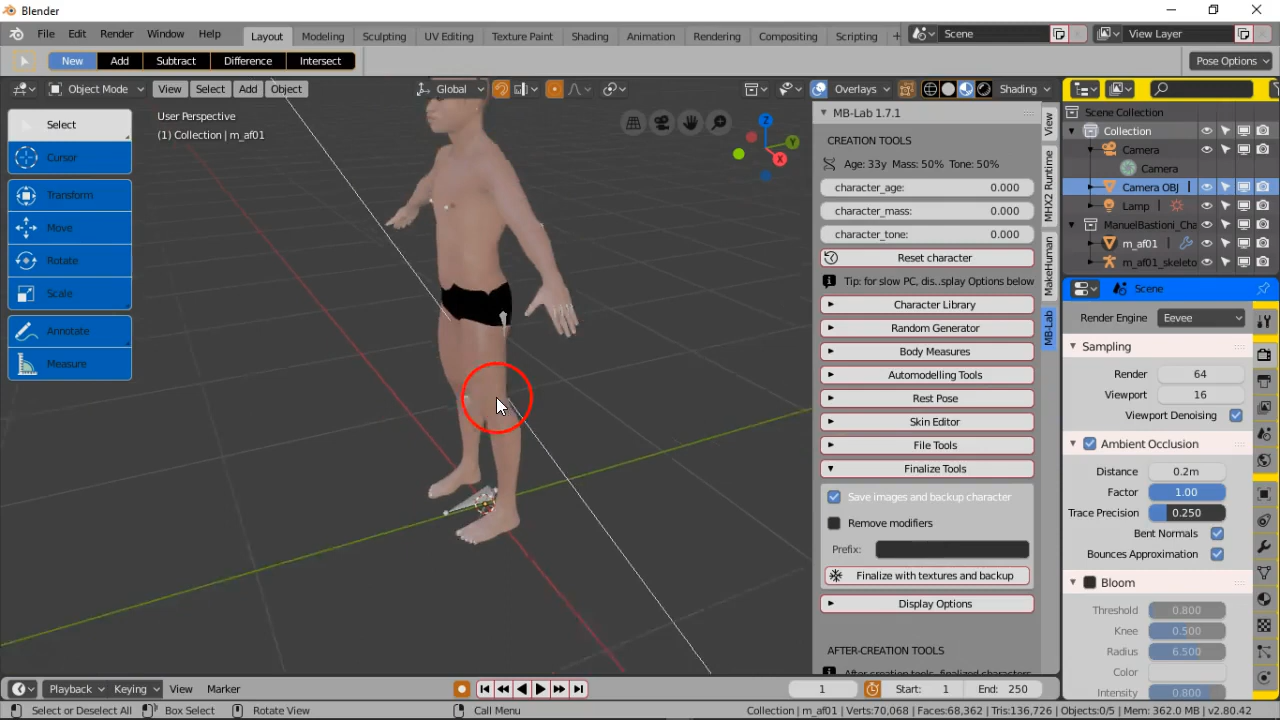 Blender
File Edit Render Window Help Layout Modeling Sculpting UV Editing Texture Paint Shading Animation Rendering Compositing Scripting + Scene View Layer
New Add Subtract Difference Intersect Pose Options
Object Mode View Select Add Object Global Overlays Shading
Select
Cursor
Transform
Move
Rotate
Scale
Annotate
Measure
User Perspective
(1) Collection | m_af01
Z
Y
X
MB-Lab 1.7.1
CREATION TOOLS
Age: 33y Mass: 50% Tone: 50%
character_age: 0.000
character_mass: 0.000
character_tone: 0.000
Reset character
Tip: for slow PC, dis..splay Options below
Character Library
Random Generator
Body Measures
Automodelling Tools
Rest Pose
Skin Editor
File Tools
Finalize Tools
Save images and backup character
Remove modifiers
Prefix:
Finalize with textures and backup
Display Options
AFTER-CREATION TOOLS
View
MHX2 Runtime
MakeHuman
MB-Lab
Scene Collection
Collection
Camera
Camera
Camera OBJ
Lamp
ManuelBastioni_Cha
m_af01
m_af01_skeleto
Scene
Render Engine Eevee
Sampling
Render 64
Viewport 16
Viewport Denoising
Ambient Occlusion
Distance 0.2m
Factor 1.00
Trace Precision 0.250
Bent Normals
Bounces Approximation
Bloom
Threshold 0.800
Knee 0.500
Radius 6.500
Color
Intensity 0.800
Playback Keying View Marker 1 Start: 1 End: 250
Select or Deselect All Box Select Rotate View Call Menu Collection | m_af01 | Verts:70,068 | Faces:68,362 | Tris:136,726 | Objects:0/5 | Mem: 362.0 MB | v2.80.42